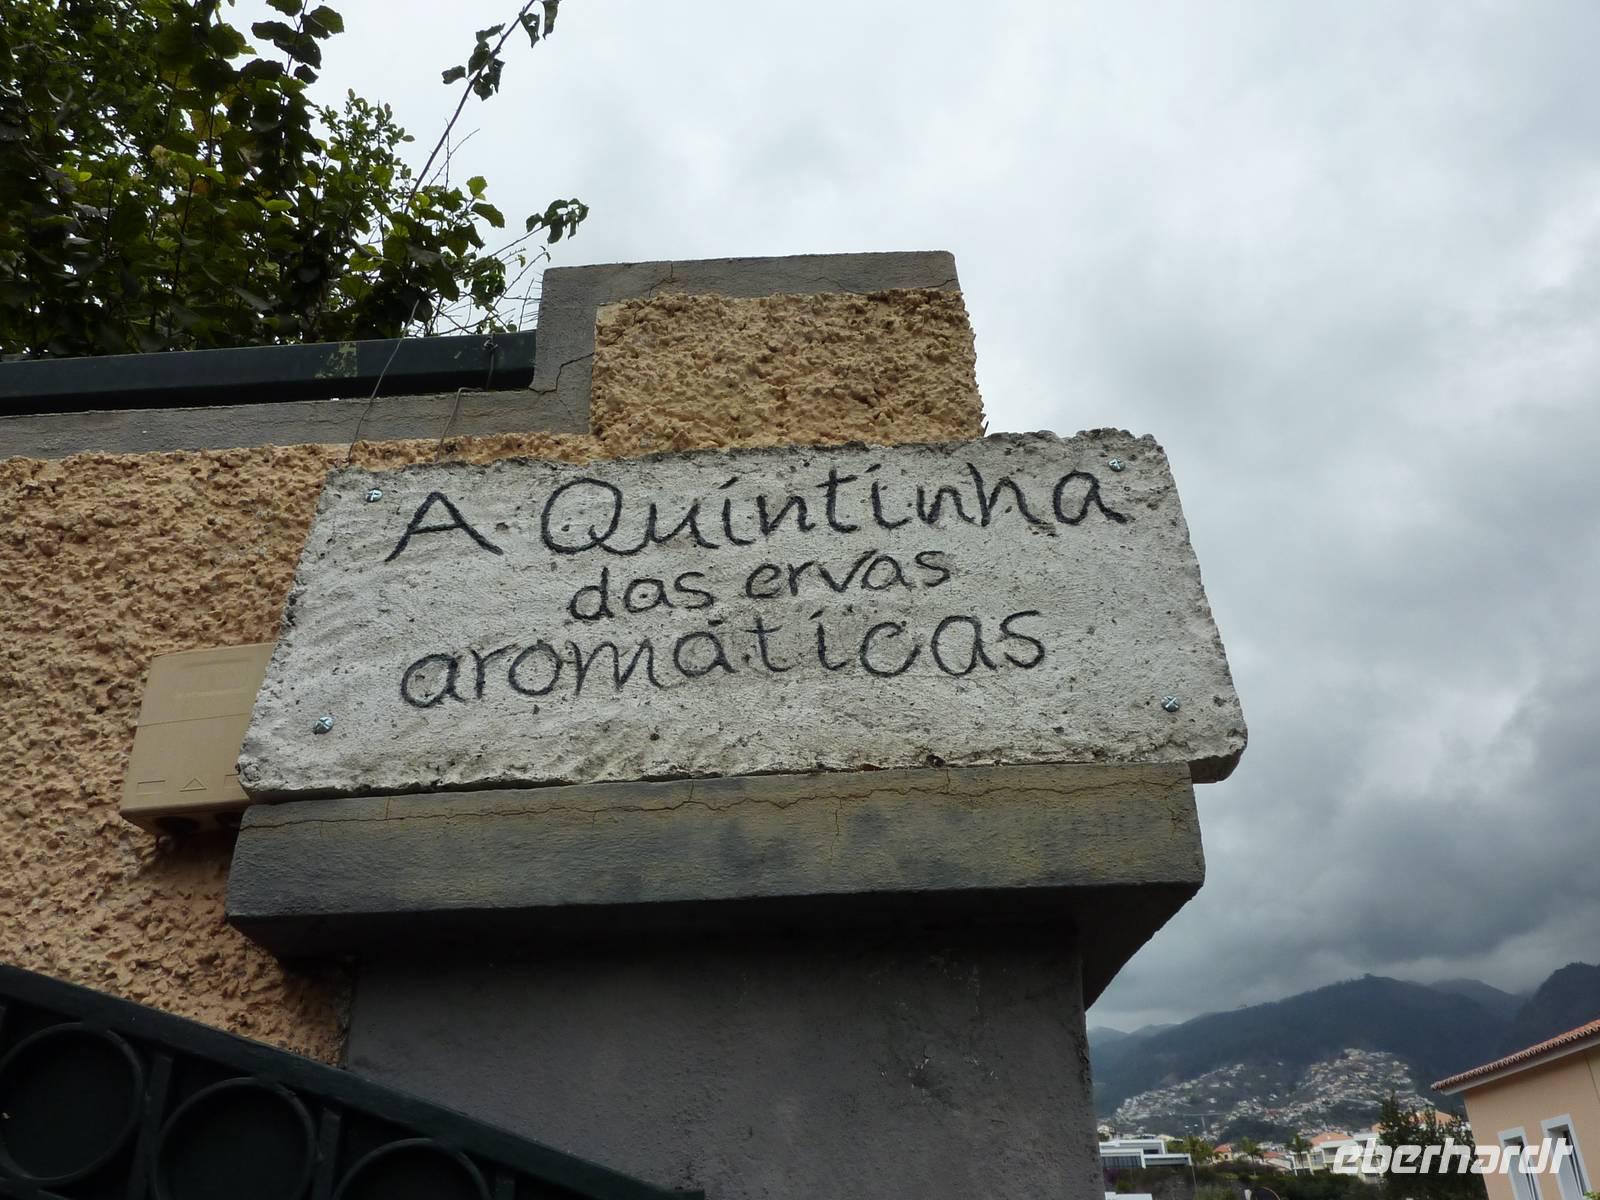 A Quintinha
das ervas
aromáticas
eberhardt